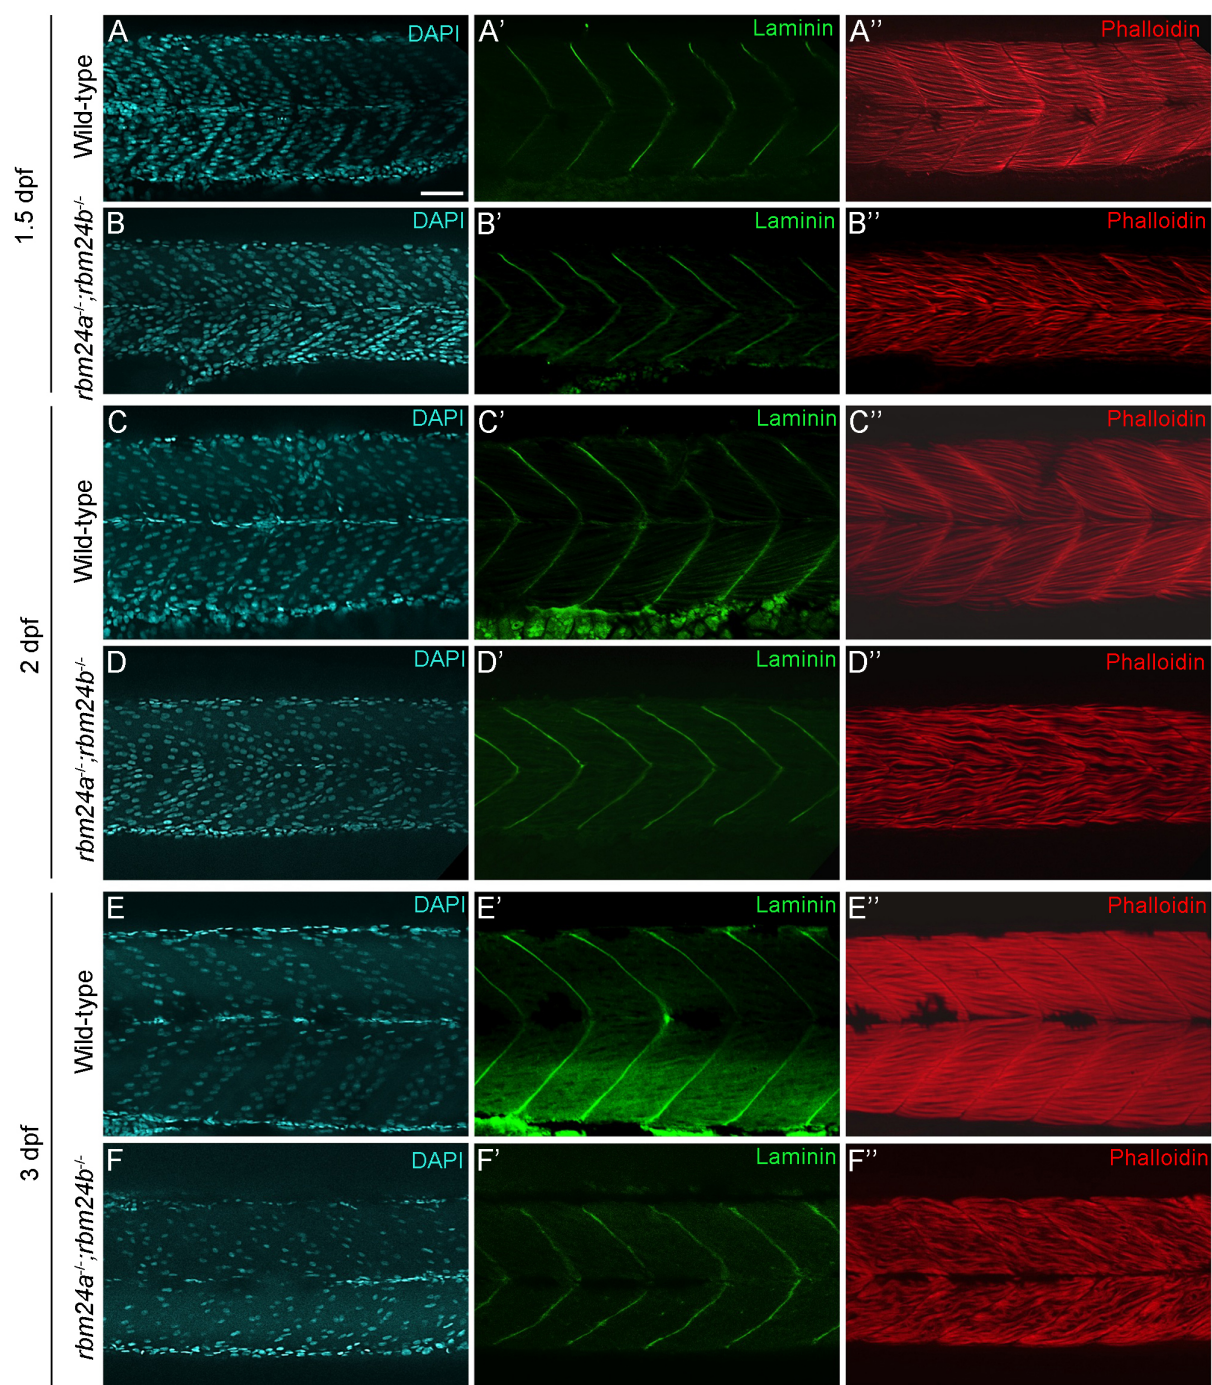 1.5 dpf
Wild-type
A DAPI
A’ Laminin
A’’ Phalloidin
rbm24a-/-;rbm24b-/-
B DAPI
B’ Laminin
B’’ Phalloidin
2 dpf
Wild-type
C DAPI
C’ Laminin
C’’ Phalloidin
rbm24a-/-;rbm24b-/-
D DAPI
D’ Laminin
D’’ Phalloidin
3 dpf
Wild-type
E DAPI
E’ Laminin
E’’ Phalloidin
rbm24a-/-;rbm24b-/-
F DAPI
F’ Laminin
F’’ Phalloidin